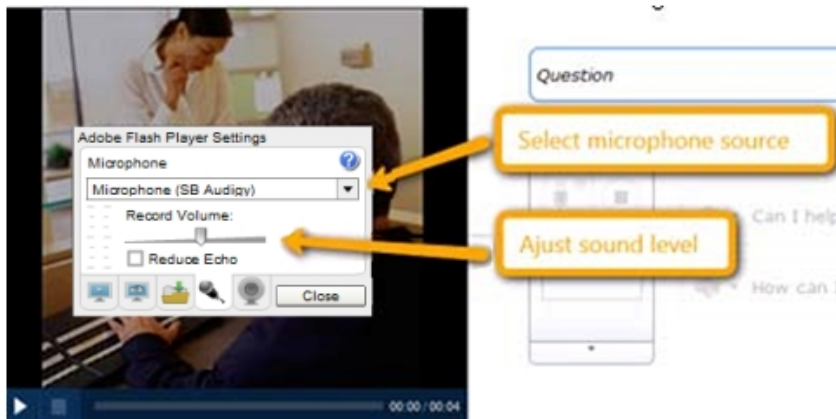 Question
Adobe Flash Player Settings
Select microphone source
Microphone
Microphone (SB Audigy)
Record Volume:
Can I help
Ajust sound level
Reduce Echo
How can I
Close
00:00/00:04